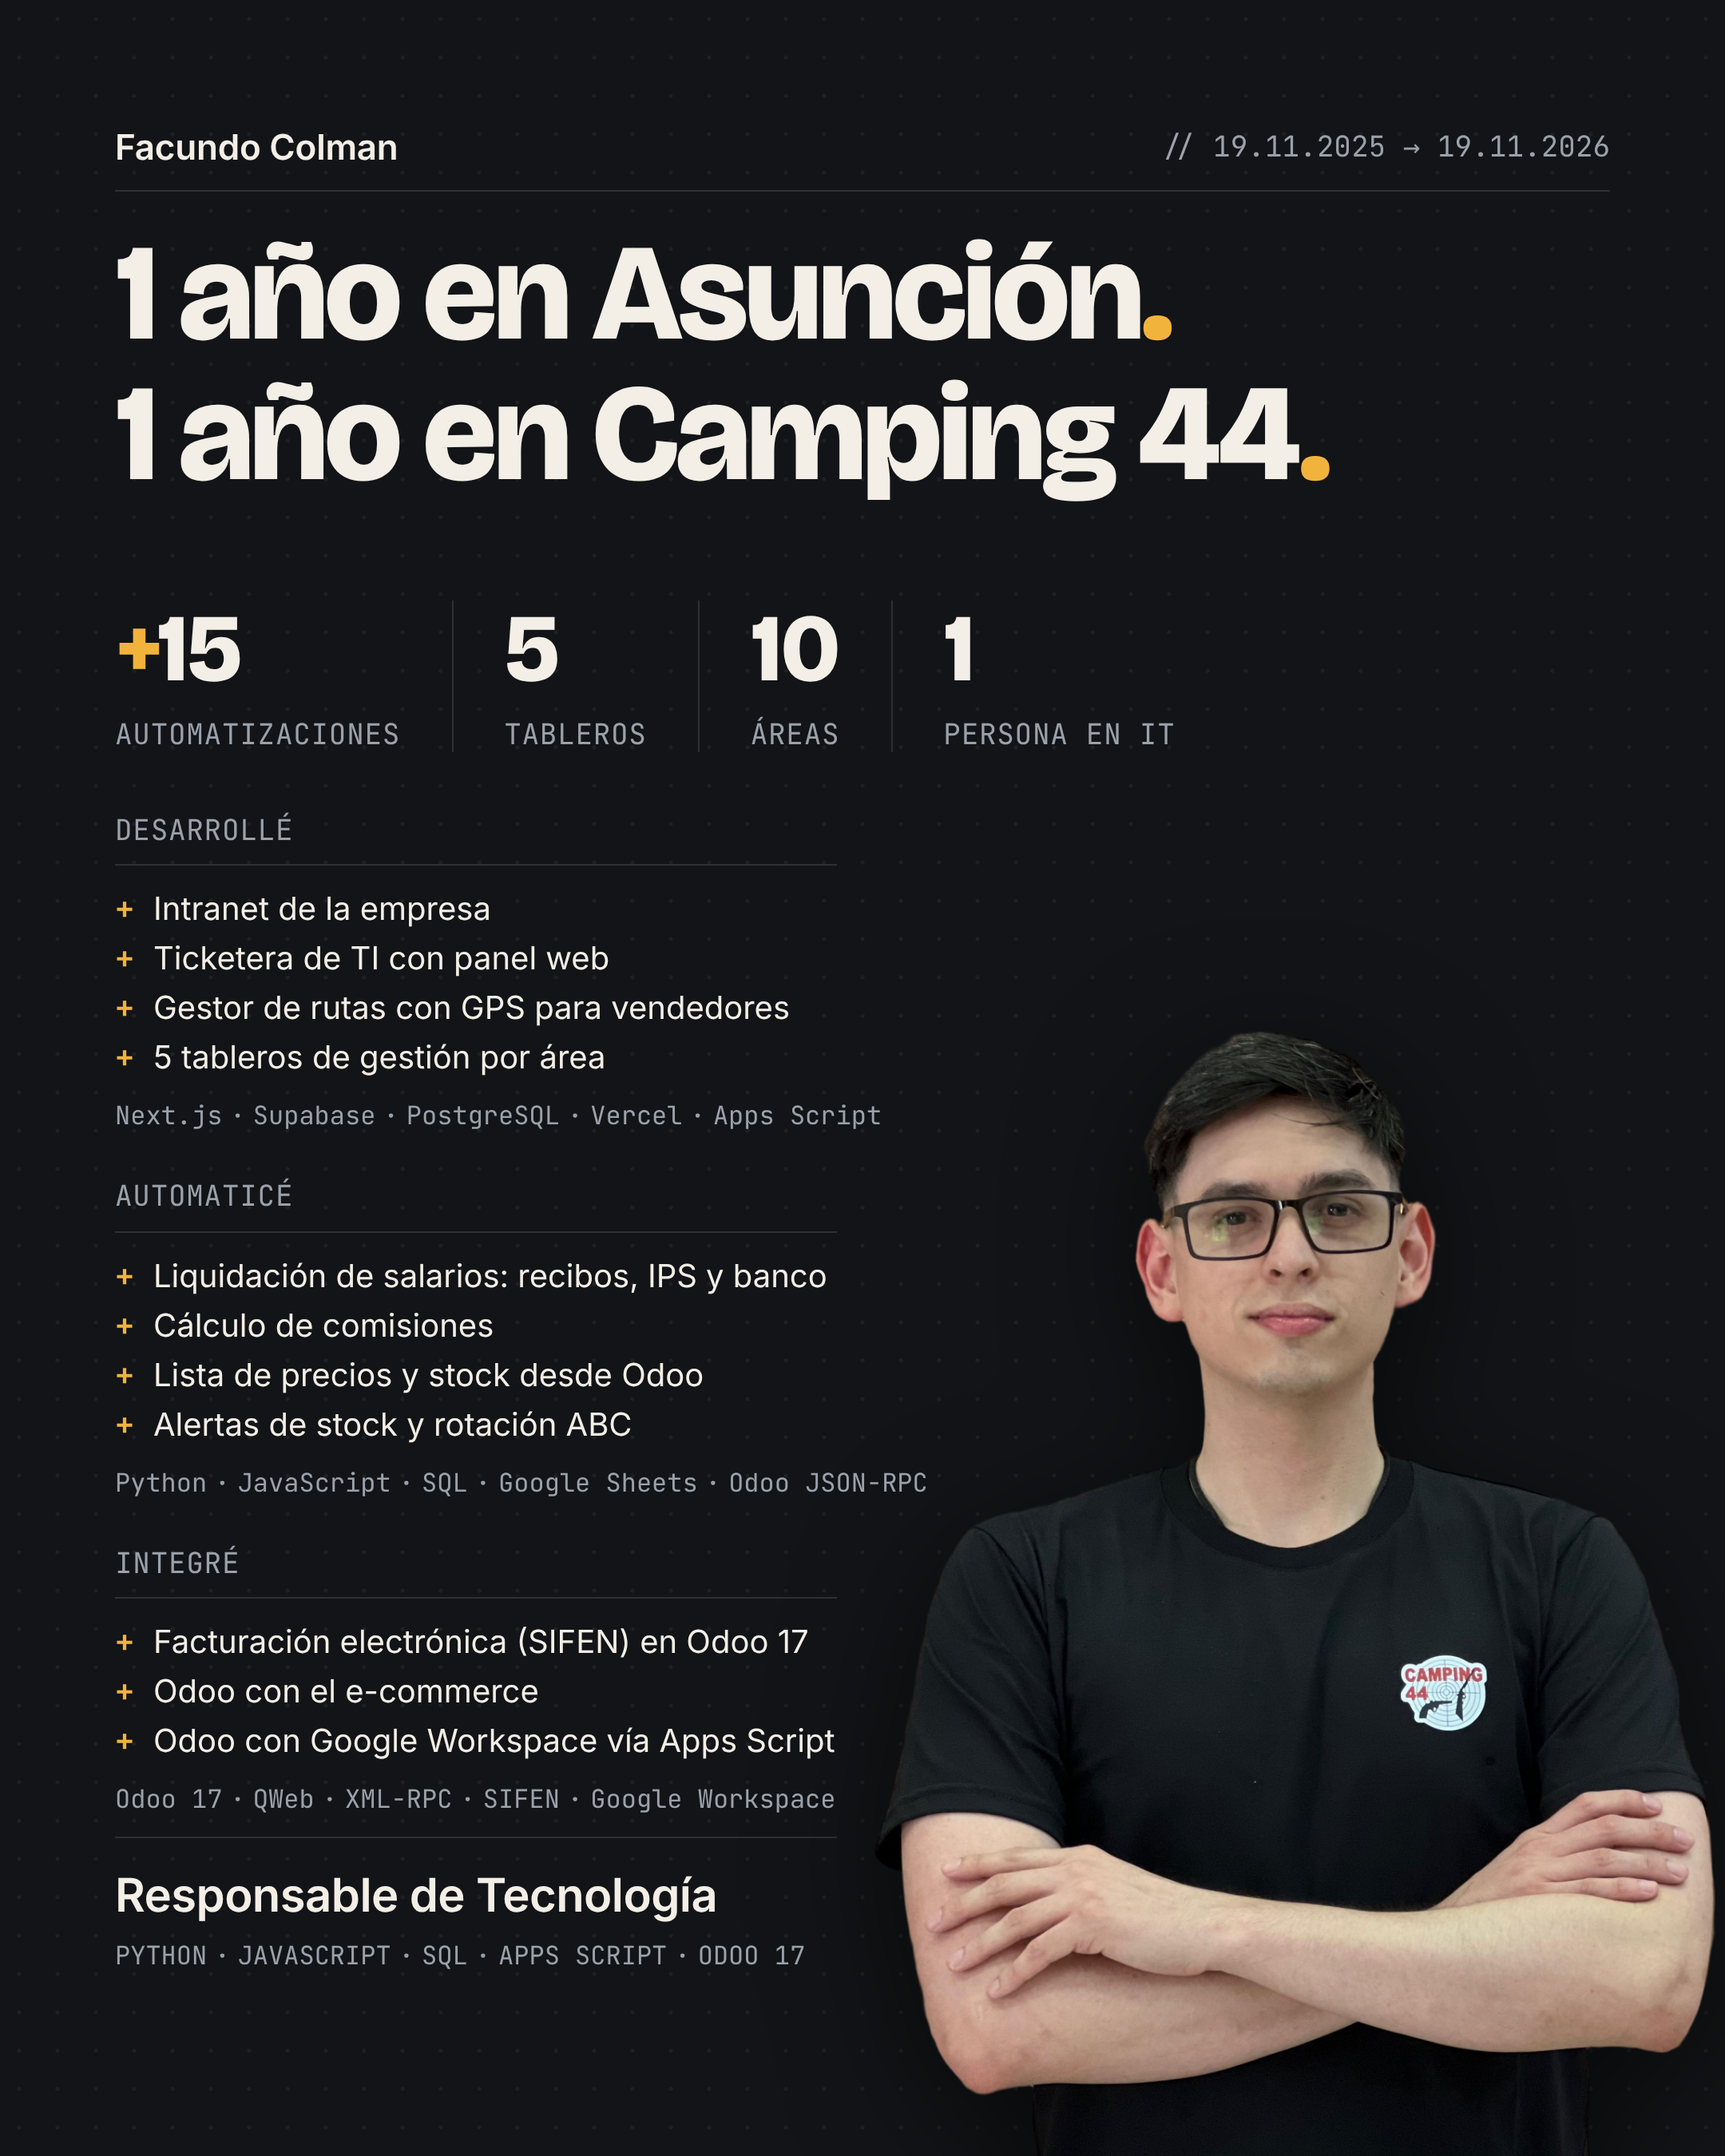 Facundo Colman
// 19.11.2025 → 19.11.2026
1 año en Asunción.
1 año en Camping 44.
+15
AUTOMATIZACIONES
5
TABLEROS
10
ÁREAS
1
PERSONA EN IT
DESARROLLÉ
+ Intranet de la empresa
+ Ticketera de TI con panel web
+ Gestor de rutas con GPS para vendedores
+ 5 tableros de gestión por área
Next.js · Supabase · PostgreSQL · Vercel · Apps Script
AUTOMATICÉ
+ Liquidación de salarios: recibos, IPS y banco
+ Cálculo de comisiones
+ Lista de precios y stock desde Odoo
+ Alertas de stock y rotación ABC
Python · JavaScript · SQL · Google Sheets · Odoo JSON-RPC
INTEGRÉ
+ Facturación electrónica (SIFEN) en Odoo 17
+ Odoo con el e-commerce
+ Odoo con Google Workspace vía Apps Script
Odoo 17 · QWeb · XML-RPC · SIFEN · Google Workspace
Responsable de Tecnología
PYTHON · JAVASCRIPT · SQL · APPS SCRIPT · ODOO 17
CAMPING
44